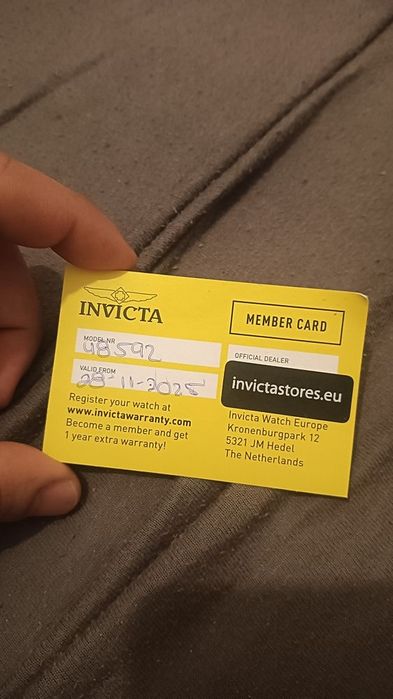 INVICTA
MEMBER CARD
MODEL NR
48592
VALID FROM
28-11-2025
Register your watch at
www.invictawarranty.com
Become a member and get
1 year extra warranty!
OFFICIAL DEALER
invictastores.eu
Invicta Watch Europe
Kronenburgpark 12
5321 JM Hedel
The Netherlands